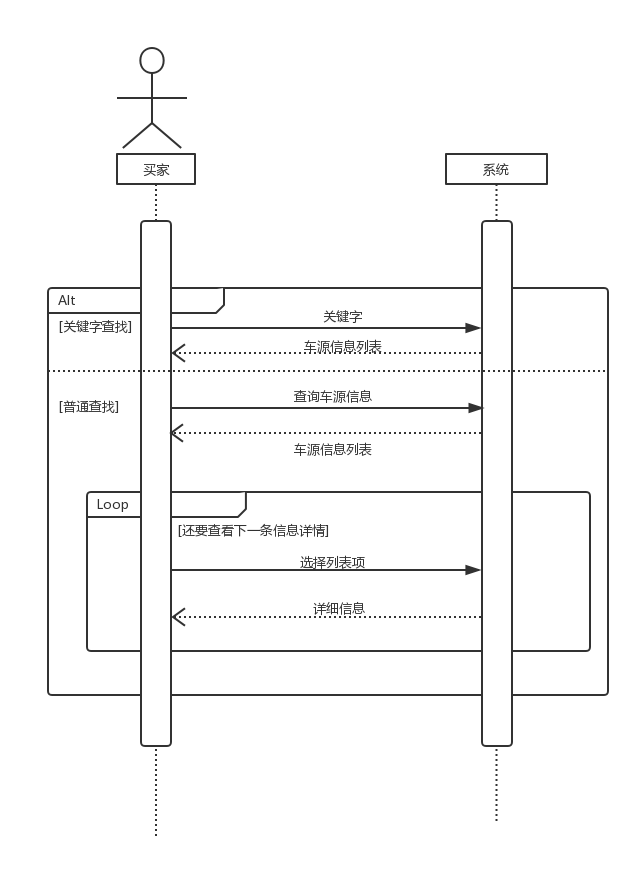 买家
系统
Alt
关键字
[关键字查找]
车源信息列表
查询车源信息
[普通查找]
车源信息列表
Loop
[还要查看下一条信息详情]
选择列表项
详细信息